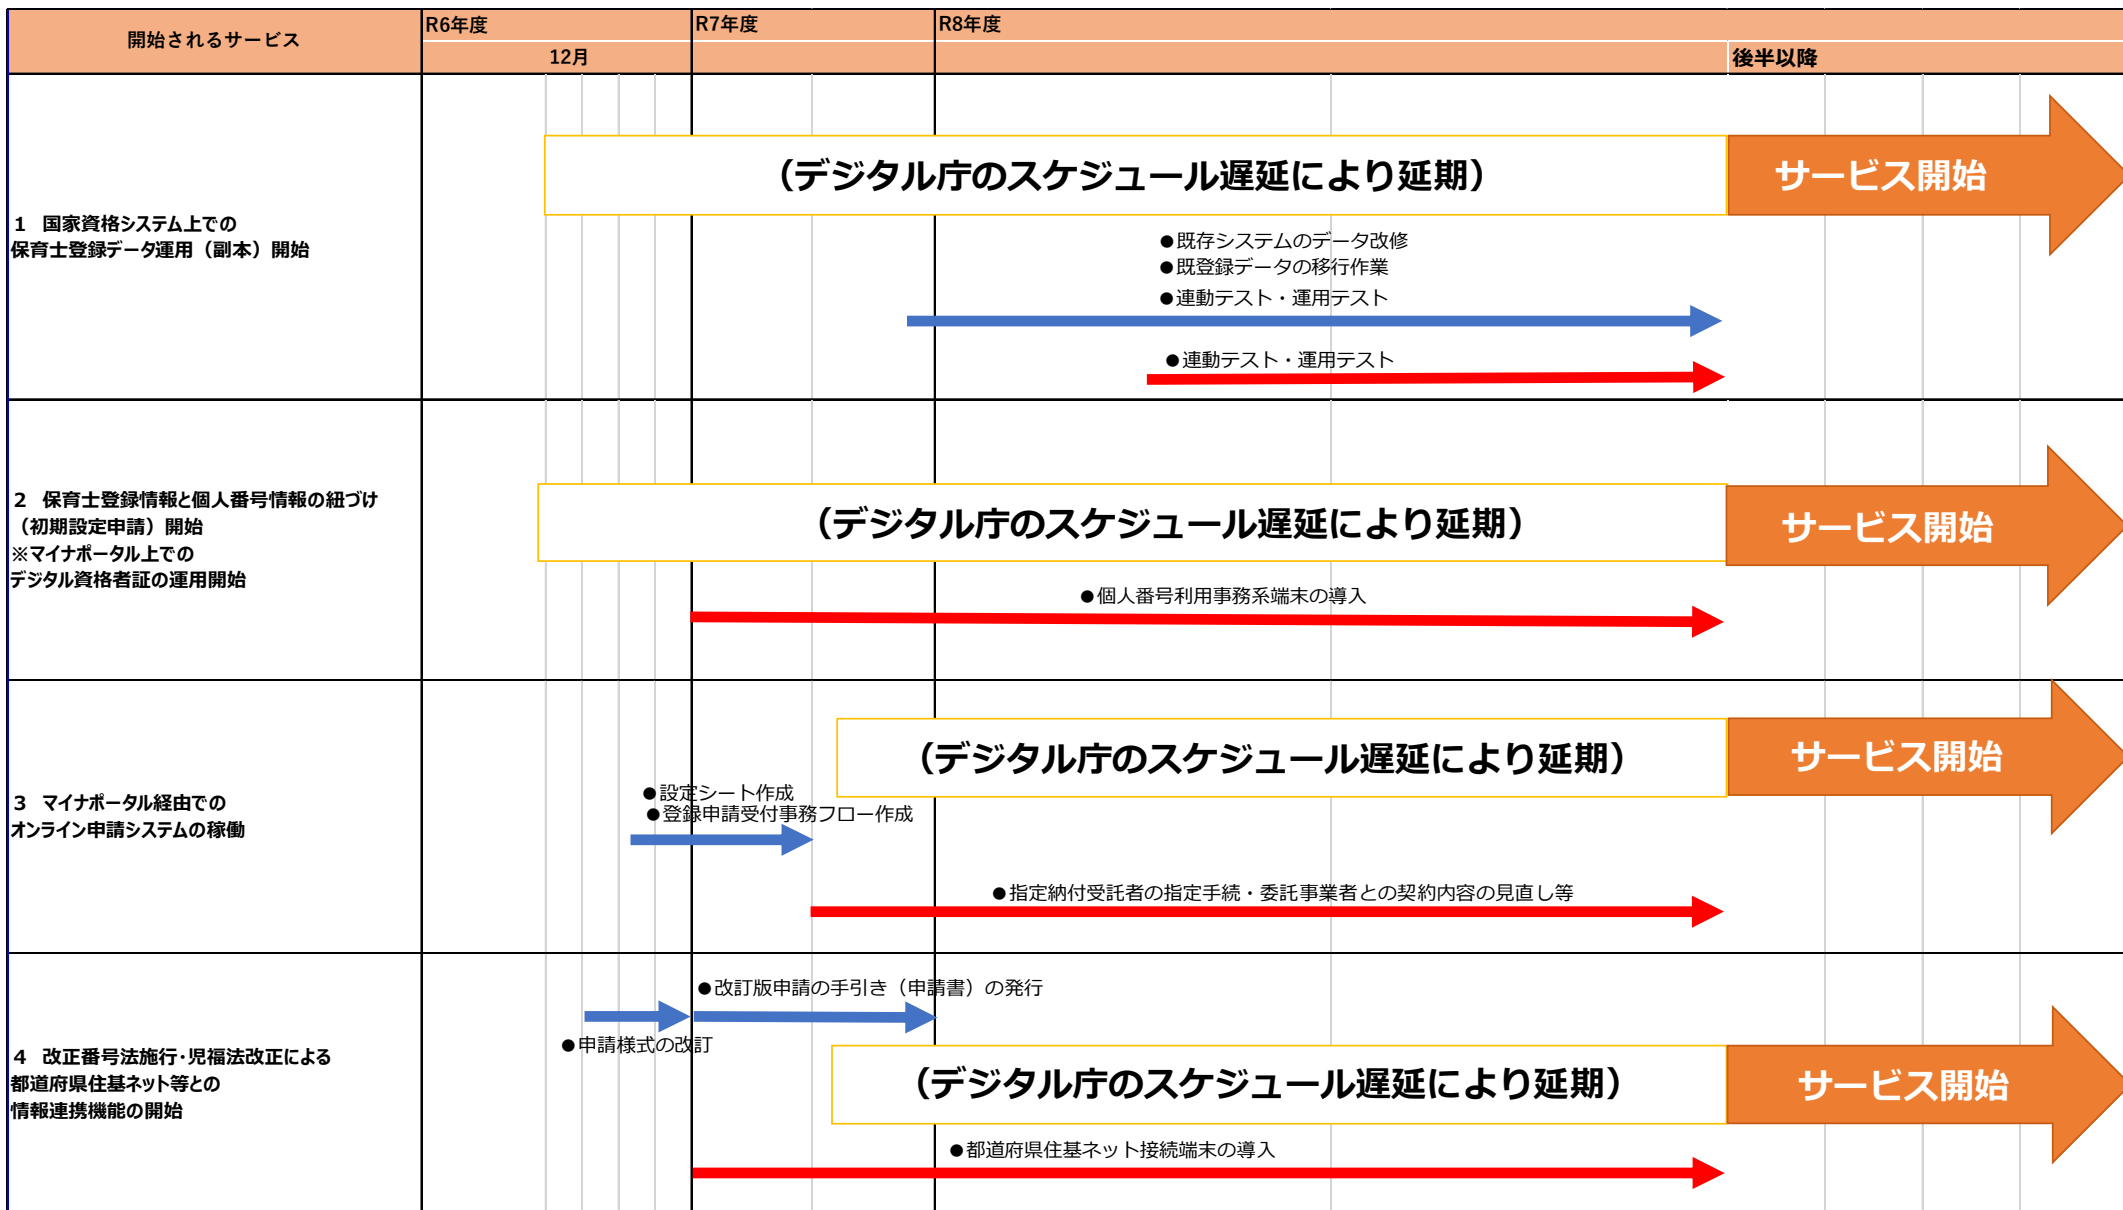 開始されるサービス
R6年度
R7年度
R8年度
12月
後半以降
1　国家資格システム上での
保育士登録データ運用（副本）開始
（デジタル庁のスケジュール遅延により延期）
サービス開始
●既存システムのデータ改修
●既登録データの移行作業
●連動テスト・運用テスト
●連動テスト・運用テスト
2　保育士登録情報と個人番号情報の紐づけ
（初期設定申請）開始
※マイナポータル上での
デジタル資格者証の運用開始
（デジタル庁のスケジュール遅延により延期）
サービス開始
●個人番号利用事務系端末の導入
3　マイナポータル経由での
オンライン申請システムの稼働
（デジタル庁のスケジュール遅延により延期）
サービス開始
●設定シート作成
●登録申請受付事務フロー作成
●指定納付受託者の指定手続・委託事業者との契約内容の見直し等
4　改正番号法施行・児福法改正による
都道府県住基ネット等との
情報連携機能の開始
●改訂版申請の手引き（申請書）の発行
●申請様式の改訂
（デジタル庁のスケジュール遅延により延期）
サービス開始
●都道府県住基ネット接続端末の導入